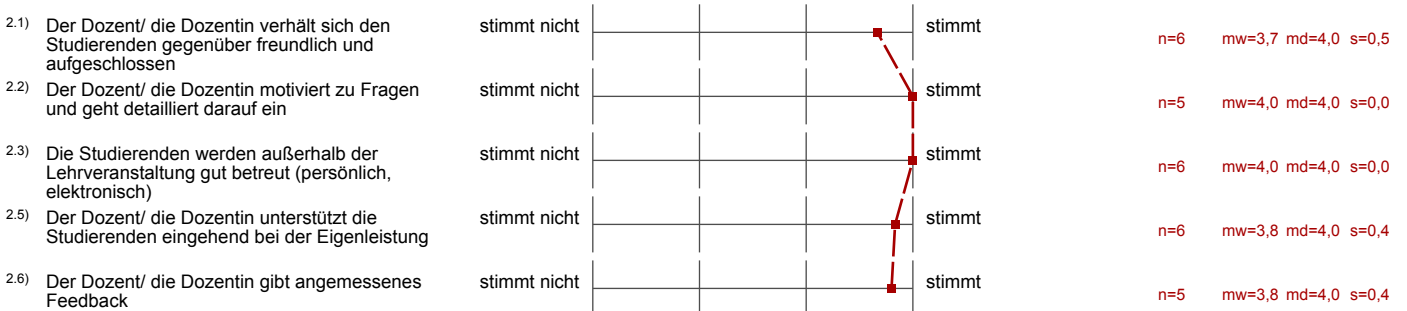 2.1) Der Dozent/ die Dozentin verhält sich den stimmt nicht stimmt
Studierenden gegenüber freundlich und n=6 mw=3,7 md=4,0 s=0,5
aufgeschlossen
2.2) Der Dozent/ die Dozentin motiviert zu Fragen stimmt nicht stimmt
und geht detailliert darauf ein n=5 mw=4,0 md=4,0 s=0,0
2.3) Die Studierenden werden außerhalb der stimmt nicht stimmt
Lehrveranstaltung gut betreut (persönlich, n=6 mw=4,0 md=4,0 s=0,0
elektronisch)
2.5) Der Dozent/ die Dozentin unterstützt die stimmt nicht stimmt
Studierenden eingehend bei der Eigenleistung n=6 mw=3,8 md=4,0 s=0,4
2.6) Der Dozent/ die Dozentin gibt angemessenes stimmt nicht stimmt
Feedback n=5 mw=3,8 md=4,0 s=0,4